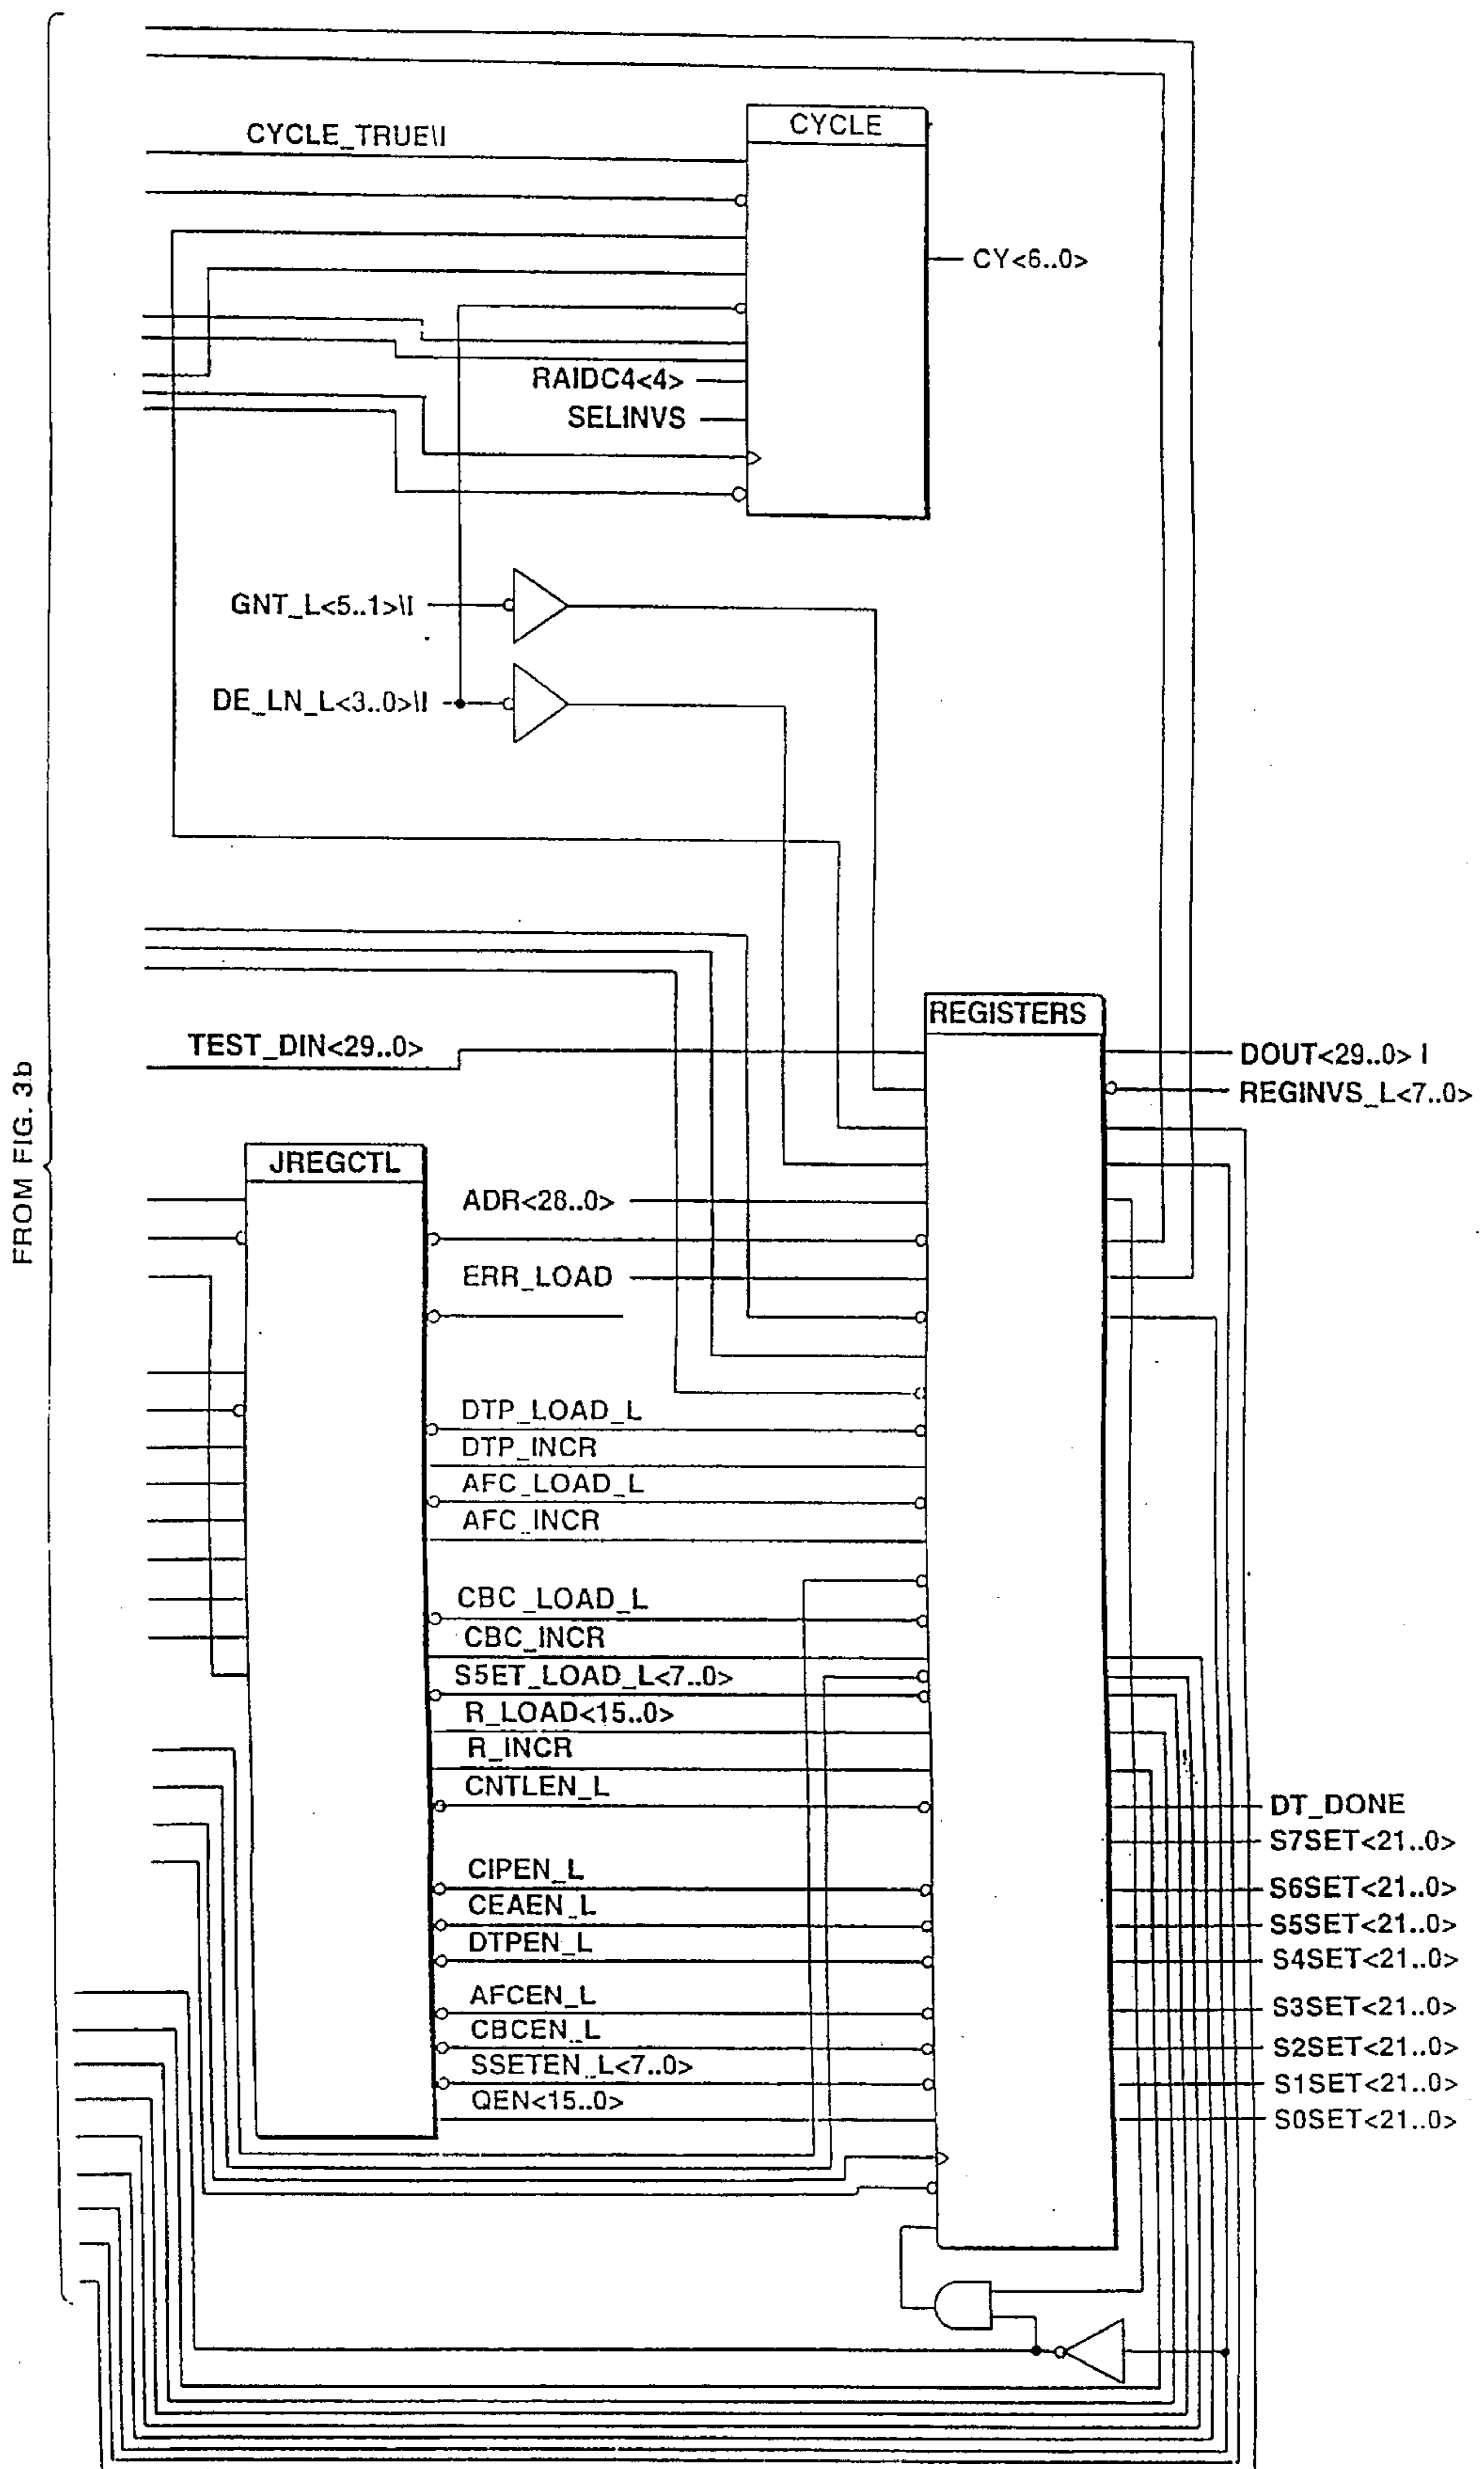 CYCLE
CYCLE_TRUE\I
CY<6..0>
RAIDC4<4>
SELINVS
GNT_L<5..1>\I
DE_LN_L<3..0>\I
FROM FIG. 3b
REGISTERS
TEST_DIN<29..0>
DOUT<29..0> I
REGINVS_L<7..0>
JREGCTL
ADR<28..0>
ERR_LOAD
DTP_LOAD_L
DTP_INCR
AFC_LOAD_L
AFC_INCR
CBC_LOAD_L
CBC_INCR
S5ET_LOAD_L<7..0>
R_LOAD<15..0>
R_INCR
CNTLEN_L
DT_DONE
S7SET<21..0>
CIPEN_L
S6SET<21..0>
CEAEN_L
S5SET<21..0>
DTPEN_L
S4SET<21..0>
AFCEN_L
S3SET<21..0>
CBCEN_L
S2SET<21..0>
SSETEN_L<7..0>
S1SET<21..0>
QEN<15..0>
S0SET<21..0>